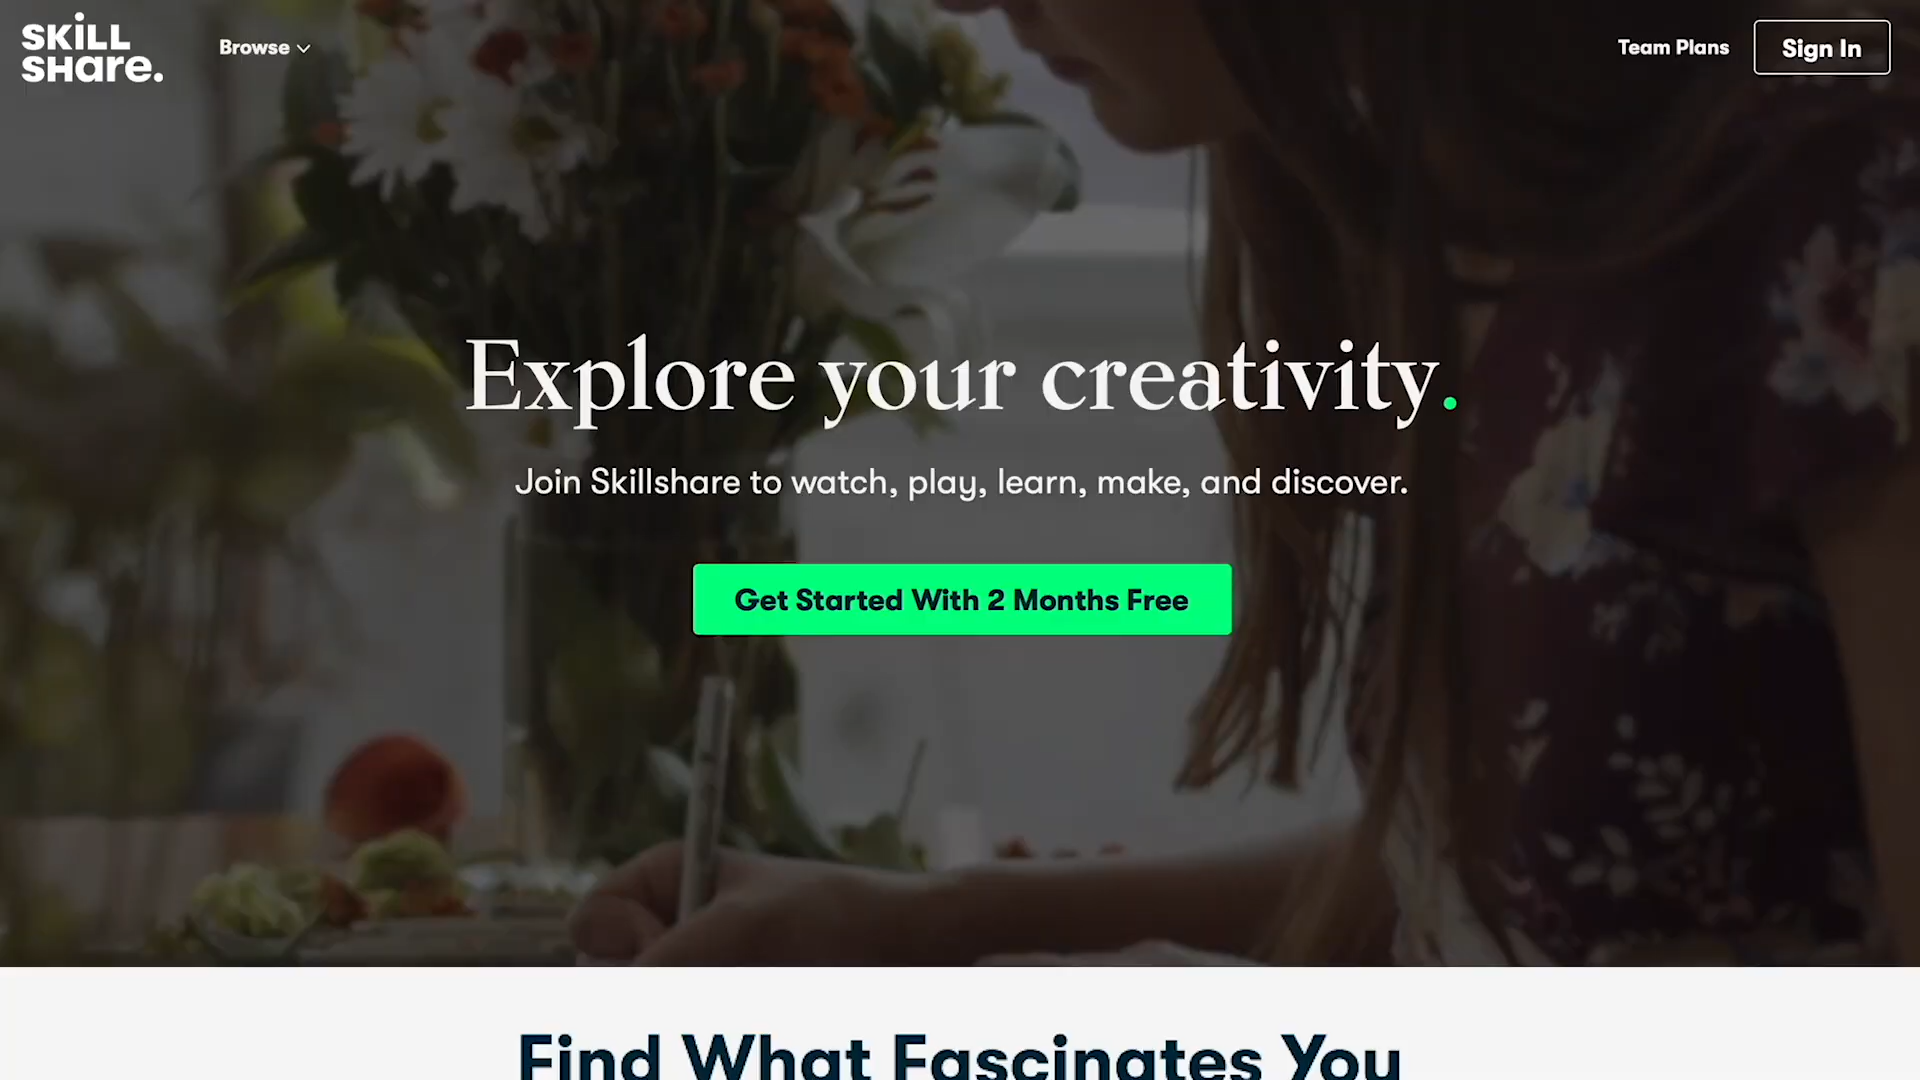 SKiLL
SHare.
Browse
Team Plans
Sign In
Explore your creativity.
Join Skillshare to watch, play, learn, make, and discover.
Get Started With 2 Months Free
Find What Fascinates You